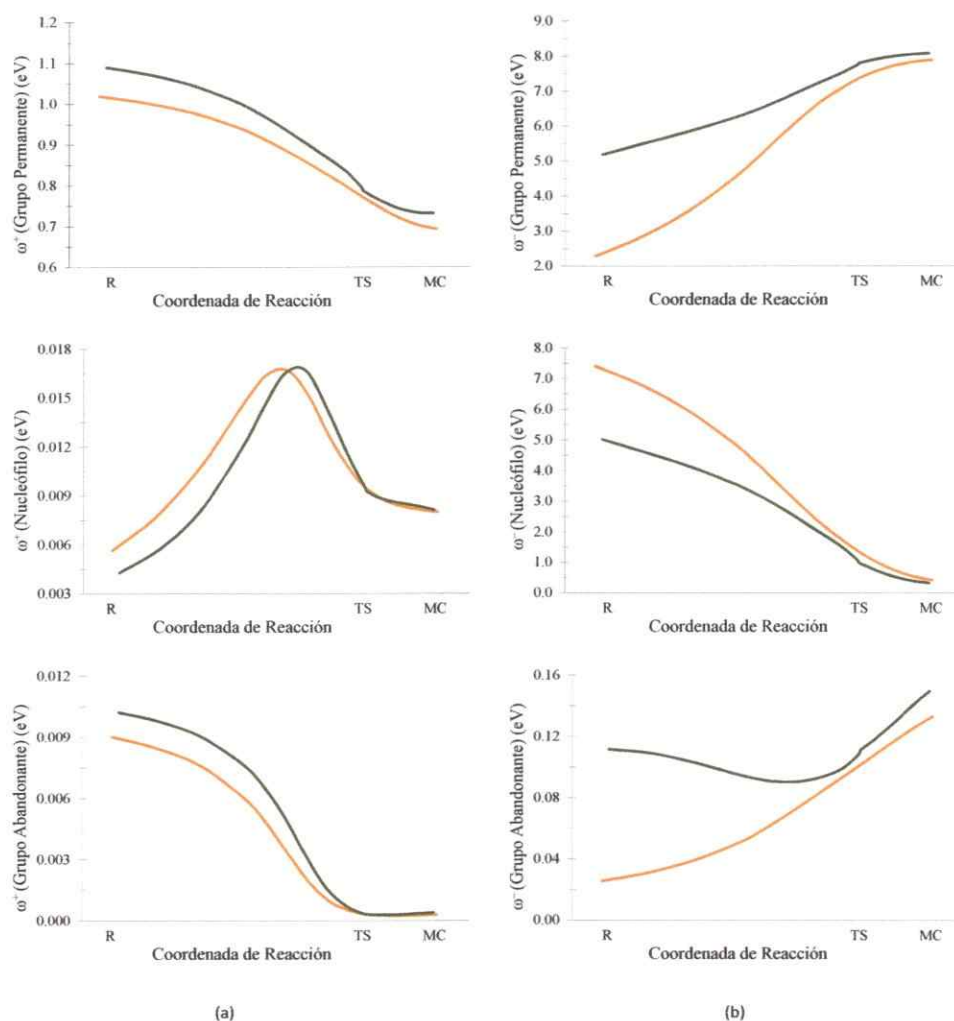 ω⁺ (Grupo Permanente) (eV)
1.2
1.1
1.0
0.9
0.8
0.7
0.6
R TS MC
Coordenada de Reacción
ω⁻ (Grupo Permanente) (eV)
9.0
8.0
7.0
6.0
5.0
4.0
3.0
2.0
R TS MC
Coordenada de Reacción
ω⁺ (Nucleófilo) (eV)
0.018
0.015
0.012
0.009
0.006
0.003
R TS MC
Coordenada de Reacción
ω⁻ (Nucleófilo) (eV)
8.0
7.0
6.0
5.0
4.0
3.0
2.0
1.0
0.0
R TS MC
Coordenada de Reacción
ω⁺ (Grupo Abandonante) (eV)
0.012
0.009
0.006
0.003
0.000
R TS MC
Coordenada de Reacción
ω⁻ (Grupo Abandonante) (eV)
0.16
0.12
0.08
0.04
0.00
R TS MC
Coordenada de Reacción
(a) (b)